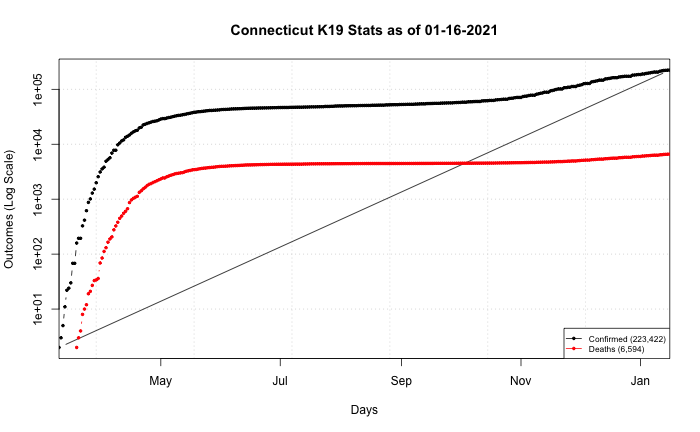 Connecticut K19 Stats as of 01-16-2021
Outcomes (Log Scale)
1e+05
1e+04
1e+03
1e+02
1e+01
May
Jul
Sep
Nov
Jan
Days
Confirmed (223,422)
Deaths (6,594)